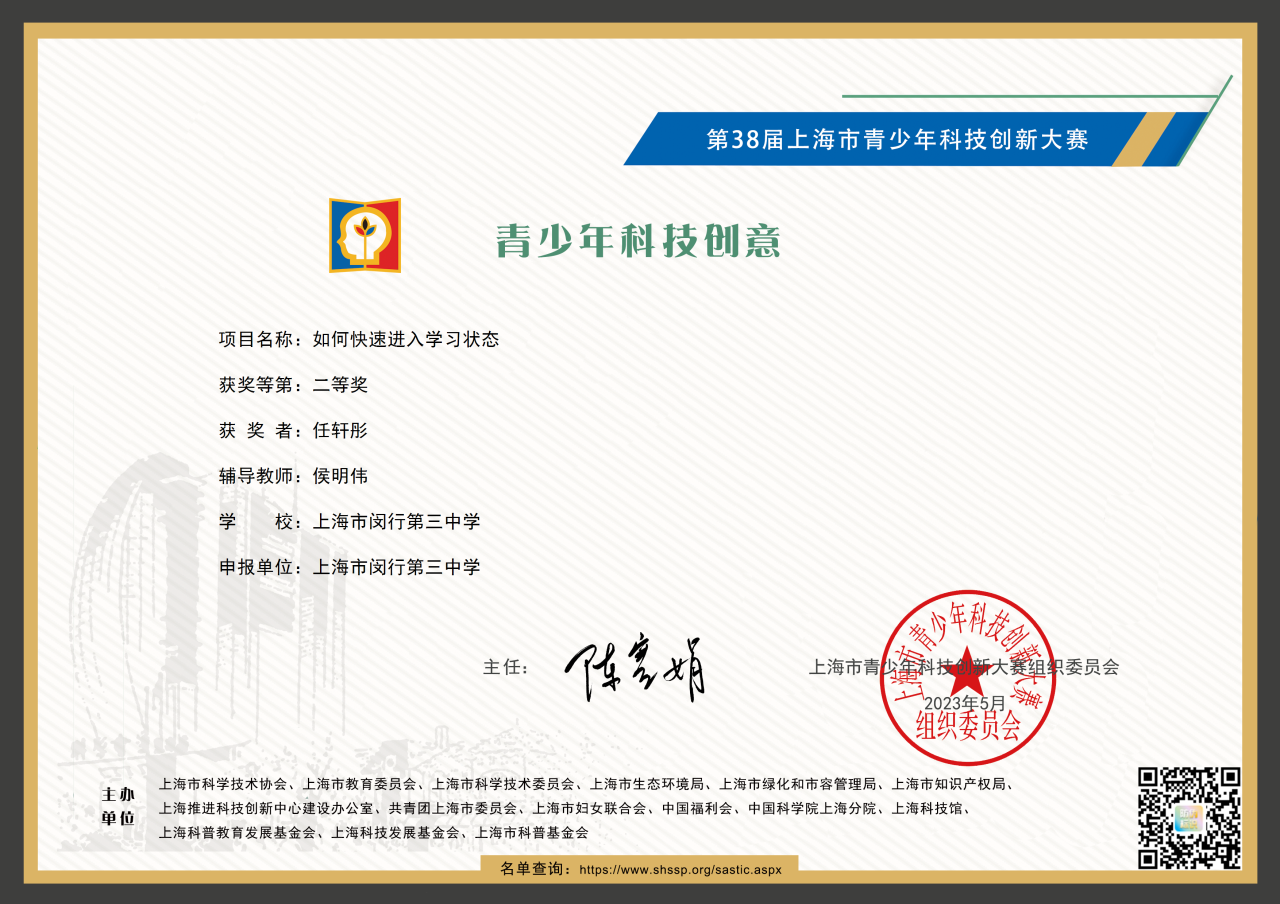 第38届上海市青少年科技创新大赛
青少年科技创意
项目名称：如何快速进入学习状态
获奖等第：二等奖
获 奖 者：任轩彤
辅导教师：侯明伟
学 校：上海市闵行第三中学
申报单位：上海市闵行第三中学
主任：
上海市青少年科技创新大赛组织委员会
2023年5月
上海市青少年科技创新大赛
组织委员会
主办单位
上海市科学技术协会、上海市教育委员会、上海市科学技术委员会、上海市生态环境局、上海市绿化和市容管理局、上海市知识产权局、
上海推进科技创新中心建设办公室、共青团上海市委员会、上海市妇女联合会、中国福利会、中国科学院上海分院、上海科技馆、
上海科普教育发展基金会、上海科技发展基金会、上海市科普基金会
名单查询：https://www.shssp.org/sastic.aspx